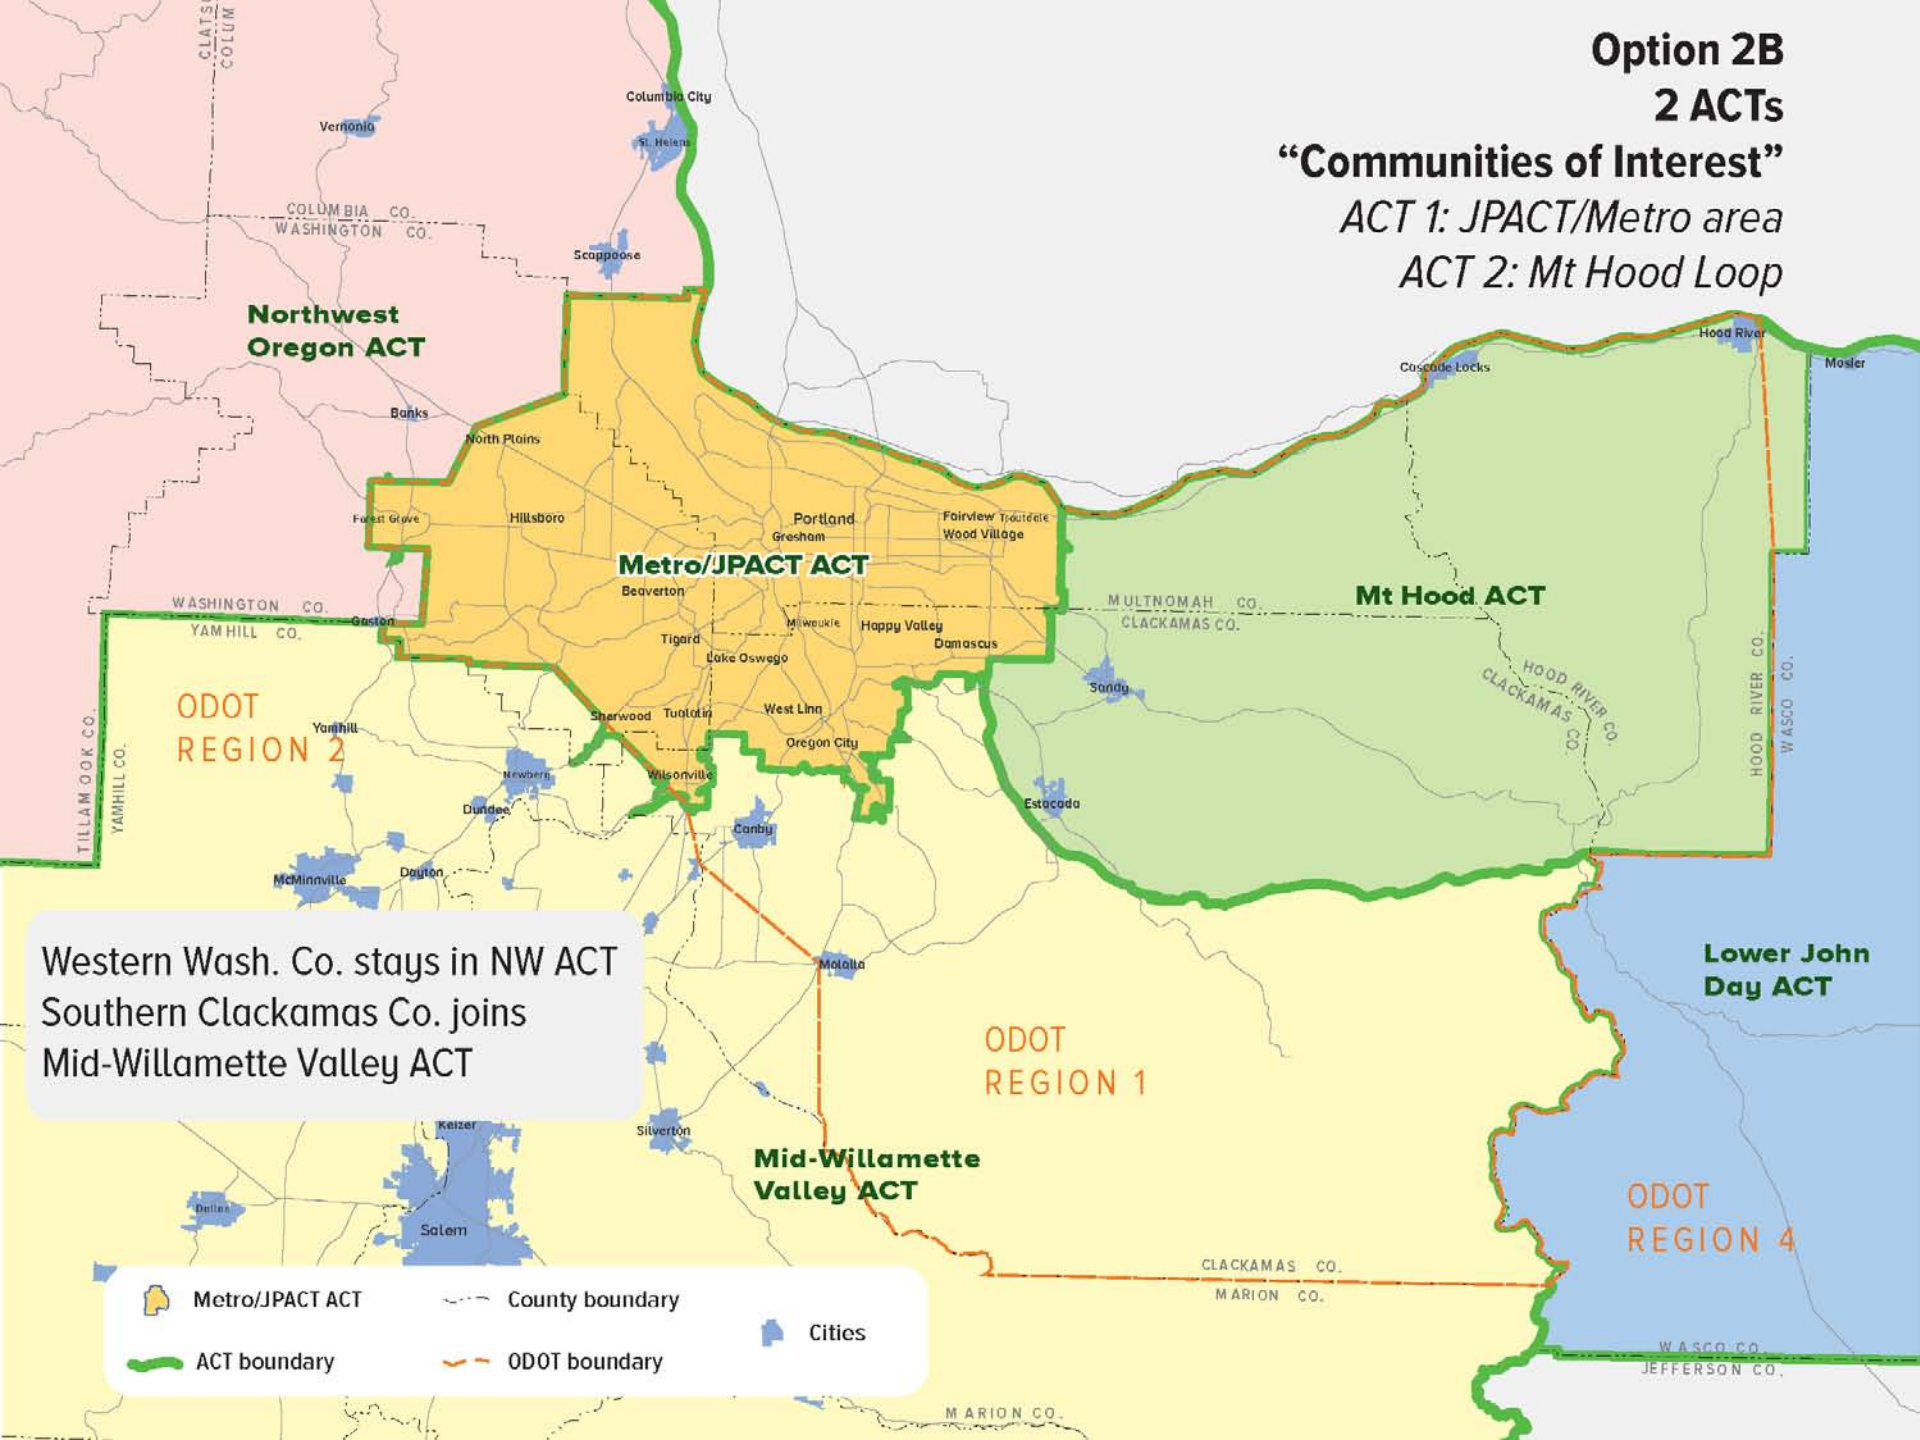 Option 2B
2 ACTs
“Communities of Interest”
ACT 1: JPACT/Metro area
ACT 2: Mt Hood Loop
COLUM
Columbia City
Vernonia
St. Helens
COLUMBIA CO.
WASHINGTON CO.
Scappoose
Northwest
Oregon ACT
Hood River
Cascade Locks
Mosier
Banks
North Plains
Forest Grove
Hillsboro
Portland
Gresham
Fairview Troutdale
Wood Village
Metro/JPACT ACT
Beaverton
Mt Hood ACT
MULTNOMAH CO.
CLACKAMAS CO.
WASHINGTON CO.
YAMHILL CO.
Gaston
Milwaukie
Happy Valley
Tigard
Damascus
Lake Oswego
Sandy
HOOD RIVER CO.
CLACKAMAS CO.
HOOD RIVER CO.
WASCO CO.
ODOT
REGION 2
Yamhill
Sherwood
Tualatin
West Linn
Oregon City
TILLAMOOK CO.
YAMHILL CO.
Newberg
Wilsonville
Dundee
Canby
Estacada
McMinnville
Dayton
Western Wash. Co. stays in NW ACT
Southern Clackamas Co. joins
Mid-Willamette Valley ACT
Molalla
Lower John
Day ACT
ODOT
REGION 1
Keizer
Silverton
Mid-Willamette
Valley ACT
Dallas
Salem
ODOT
REGION 4
CLACKAMAS CO.
MARION CO.
Metro/JPACT ACT
County boundary
Cities
ACT boundary
ODOT boundary
WASCO CO.
JEFFERSON CO.
MARION CO.